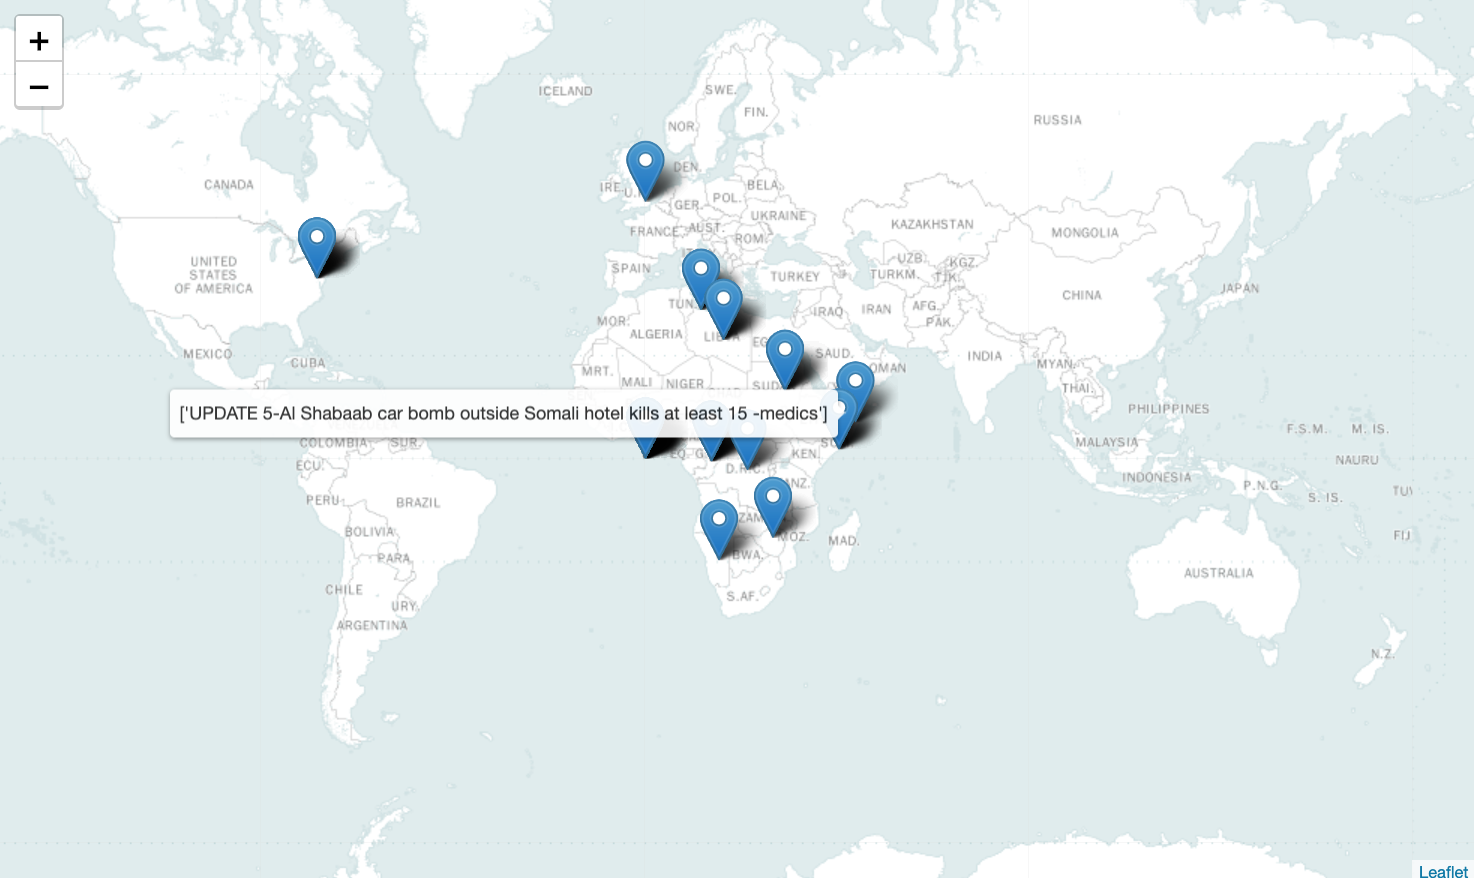 +
−
ICELAND
SWE.
FIN.
NOR.
RUSSIA
DEN.
IRE.
CANADA
BELA.
POL.
GER.
UKRAINE
FRANCE
AUST.
ROM.
KAZAKHSTAN
MONGOLIA
UNITED
STATES
OF AMERICA
SPAIN
TURKEY
UZB.
KGZ.
TURKM.
TJK.
JAPAN
CHINA
TUN.
MOR.
ALGERIA
IRAQ
IRAN
AFG.
PAK.
MEXICO
CUBA
SAUD.
OMAN
INDIA
MYAN.
MRT.
MALI
NIGER
THAI.
PHILIPPINES
['UPDATE 5-Al Shabaab car bomb outside Somali hotel kills at least 15 -medics']
F.S.M.
M. IS.
COLOMBIA
SUR.
KEN.
MALAYSIA
NAURU
ECU.
D.R.C.
INDONESIA
P.N.G.
S. IS.
PERU
BRAZIL
BOLIVIA
MOZ.
MAD.
PARA.
BWA.
AUSTRALIA
CHILE
S.AF.
URY.
ARGENTINA
N.Z.
Leaflet